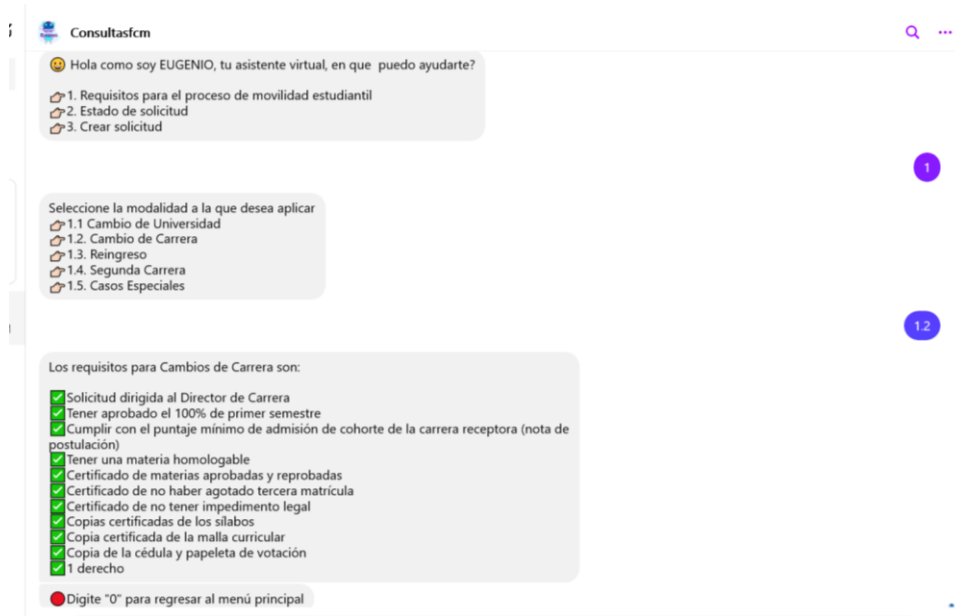 Consultasfcm
😀 Hola como soy EUGENIO, tu asistente virtual, en que puedo ayudarte?
👉🏻1. Requisitos para el proceso de movilidad estudiantil
👉🏻2. Estado de solicitud
👉🏻3. Crear solicitud
1
Seleccione la modalidad a la que desea aplicar
👉🏻1.1 Cambio de Universidad
👉🏻1.2. Cambio de Carrera
👉🏻1.3. Reingreso
👉🏻1.4. Segunda Carrera
👉🏻1.5. Casos Especiales
1.2
Los requisitos para Cambios de Carrera son:
✅Solicitud dirigida al Director de Carrera
✅Tener aprobado el 100% de primer semestre
✅Cumplir con el puntaje mínimo de admisión de cohorte de la carrera receptora (nota de
postulación)
✅Tener una materia homologable
✅Certificado de materias aprobadas y reprobadas
✅Certificado de no haber agotado tercera matrícula
✅Certificado de no tener impedimento legal
✅Copias certificadas de los sílabos
✅Copia certificada de la malla curricular
✅Copia de la cédula y papeleta de votación
✅1 derecho
🔴Digite "0" para regresar al menú principal